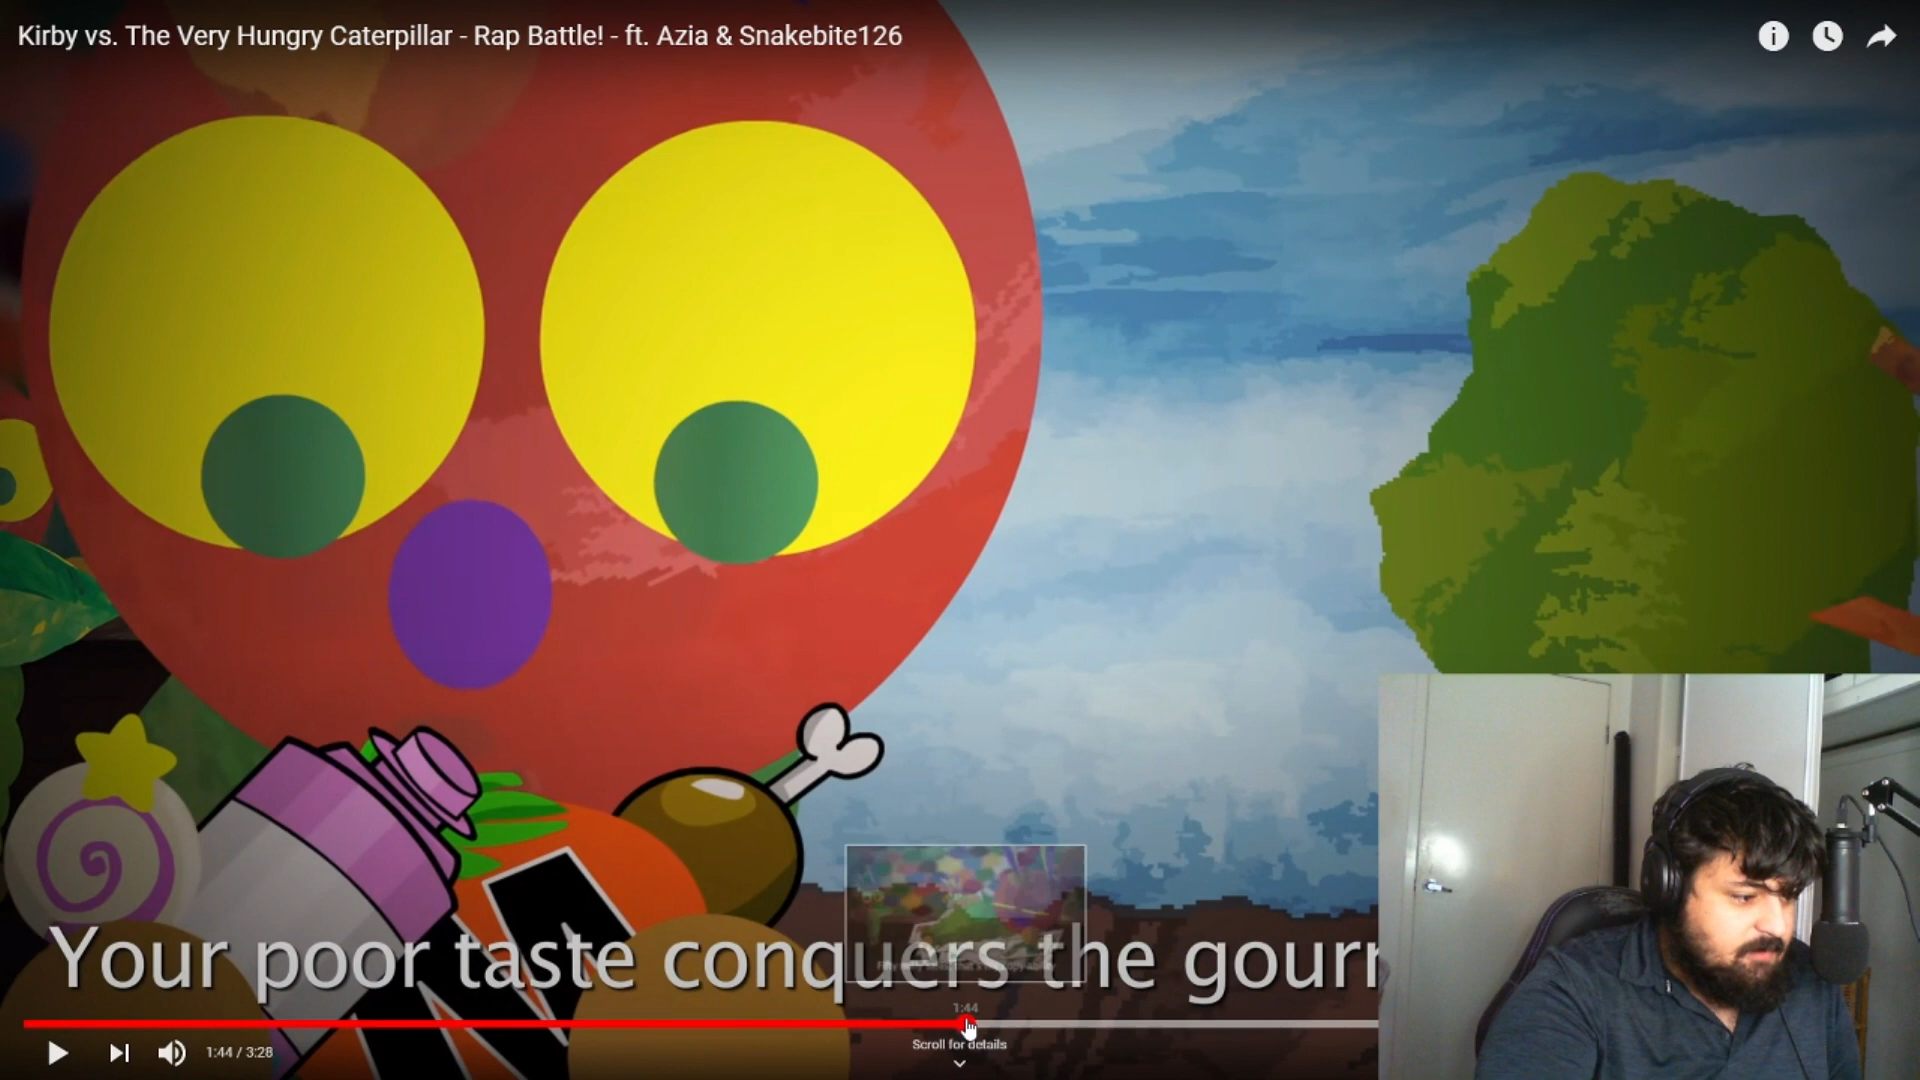 Kirby vs. The Very Hungry Caterpillar - Rap Battle! - ft. Azia & Snakebite126
Your poor taste conquers the
1:44
1:44 / 3:28
Scroll for details